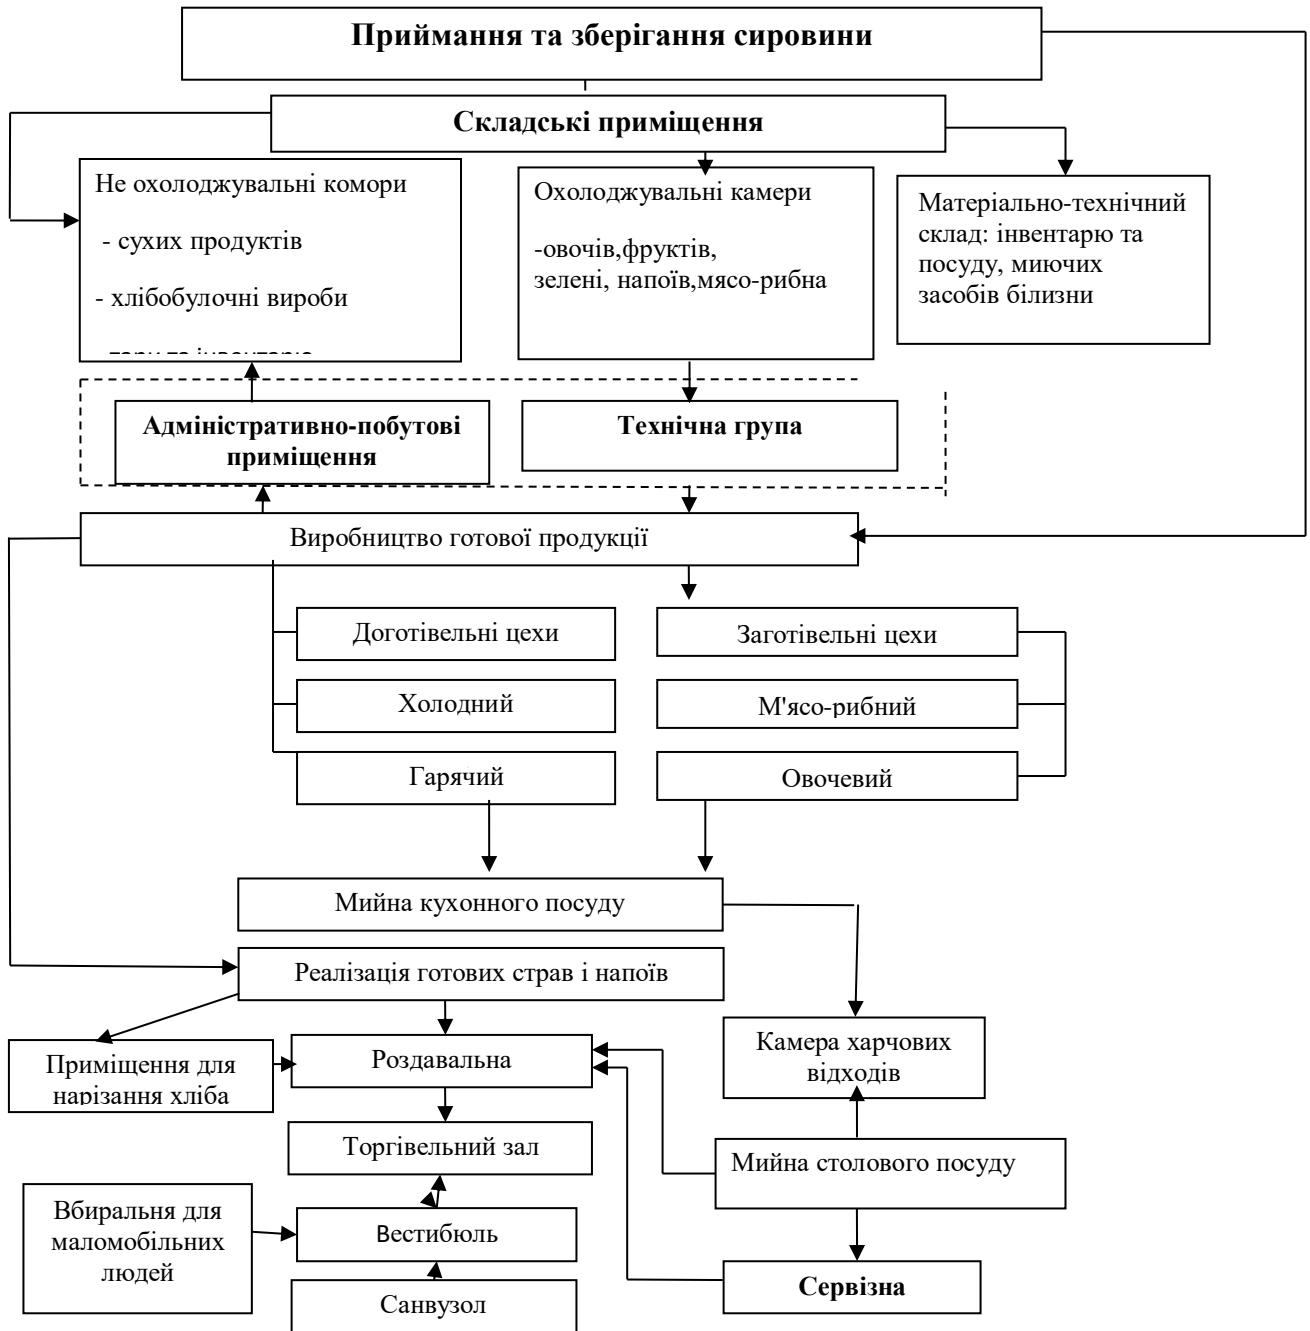 Приймання та зберігання сировини
Складські приміщення
Не охолоджувальні комори
- сухих продуктів
- хлібобулочні вироби
Охолоджувальні камери
-овочів,фруктів,
зелені, напоїв,мясо-рибна
Матеріально-технічний
склад: інвентарю та
посуду, миючих
засобів білизни
Адміністративно-побутові
приміщення
Технічна група
Виробництво готової продукції
Доготівельні цехи
Заготівельні цехи
Холодний
М'ясо-рибний
Гарячий
Овочевий
Мийна кухонного посуду
Реалізація готових страв і напоїв
Приміщення для
нарізання хліба
Роздавальна
Камера харчових
відходів
Торгівельний зал
Мийна столового посуду
Вбиральня для
маломобільних
людей
Вестибюль
Сервізна
Санвузол